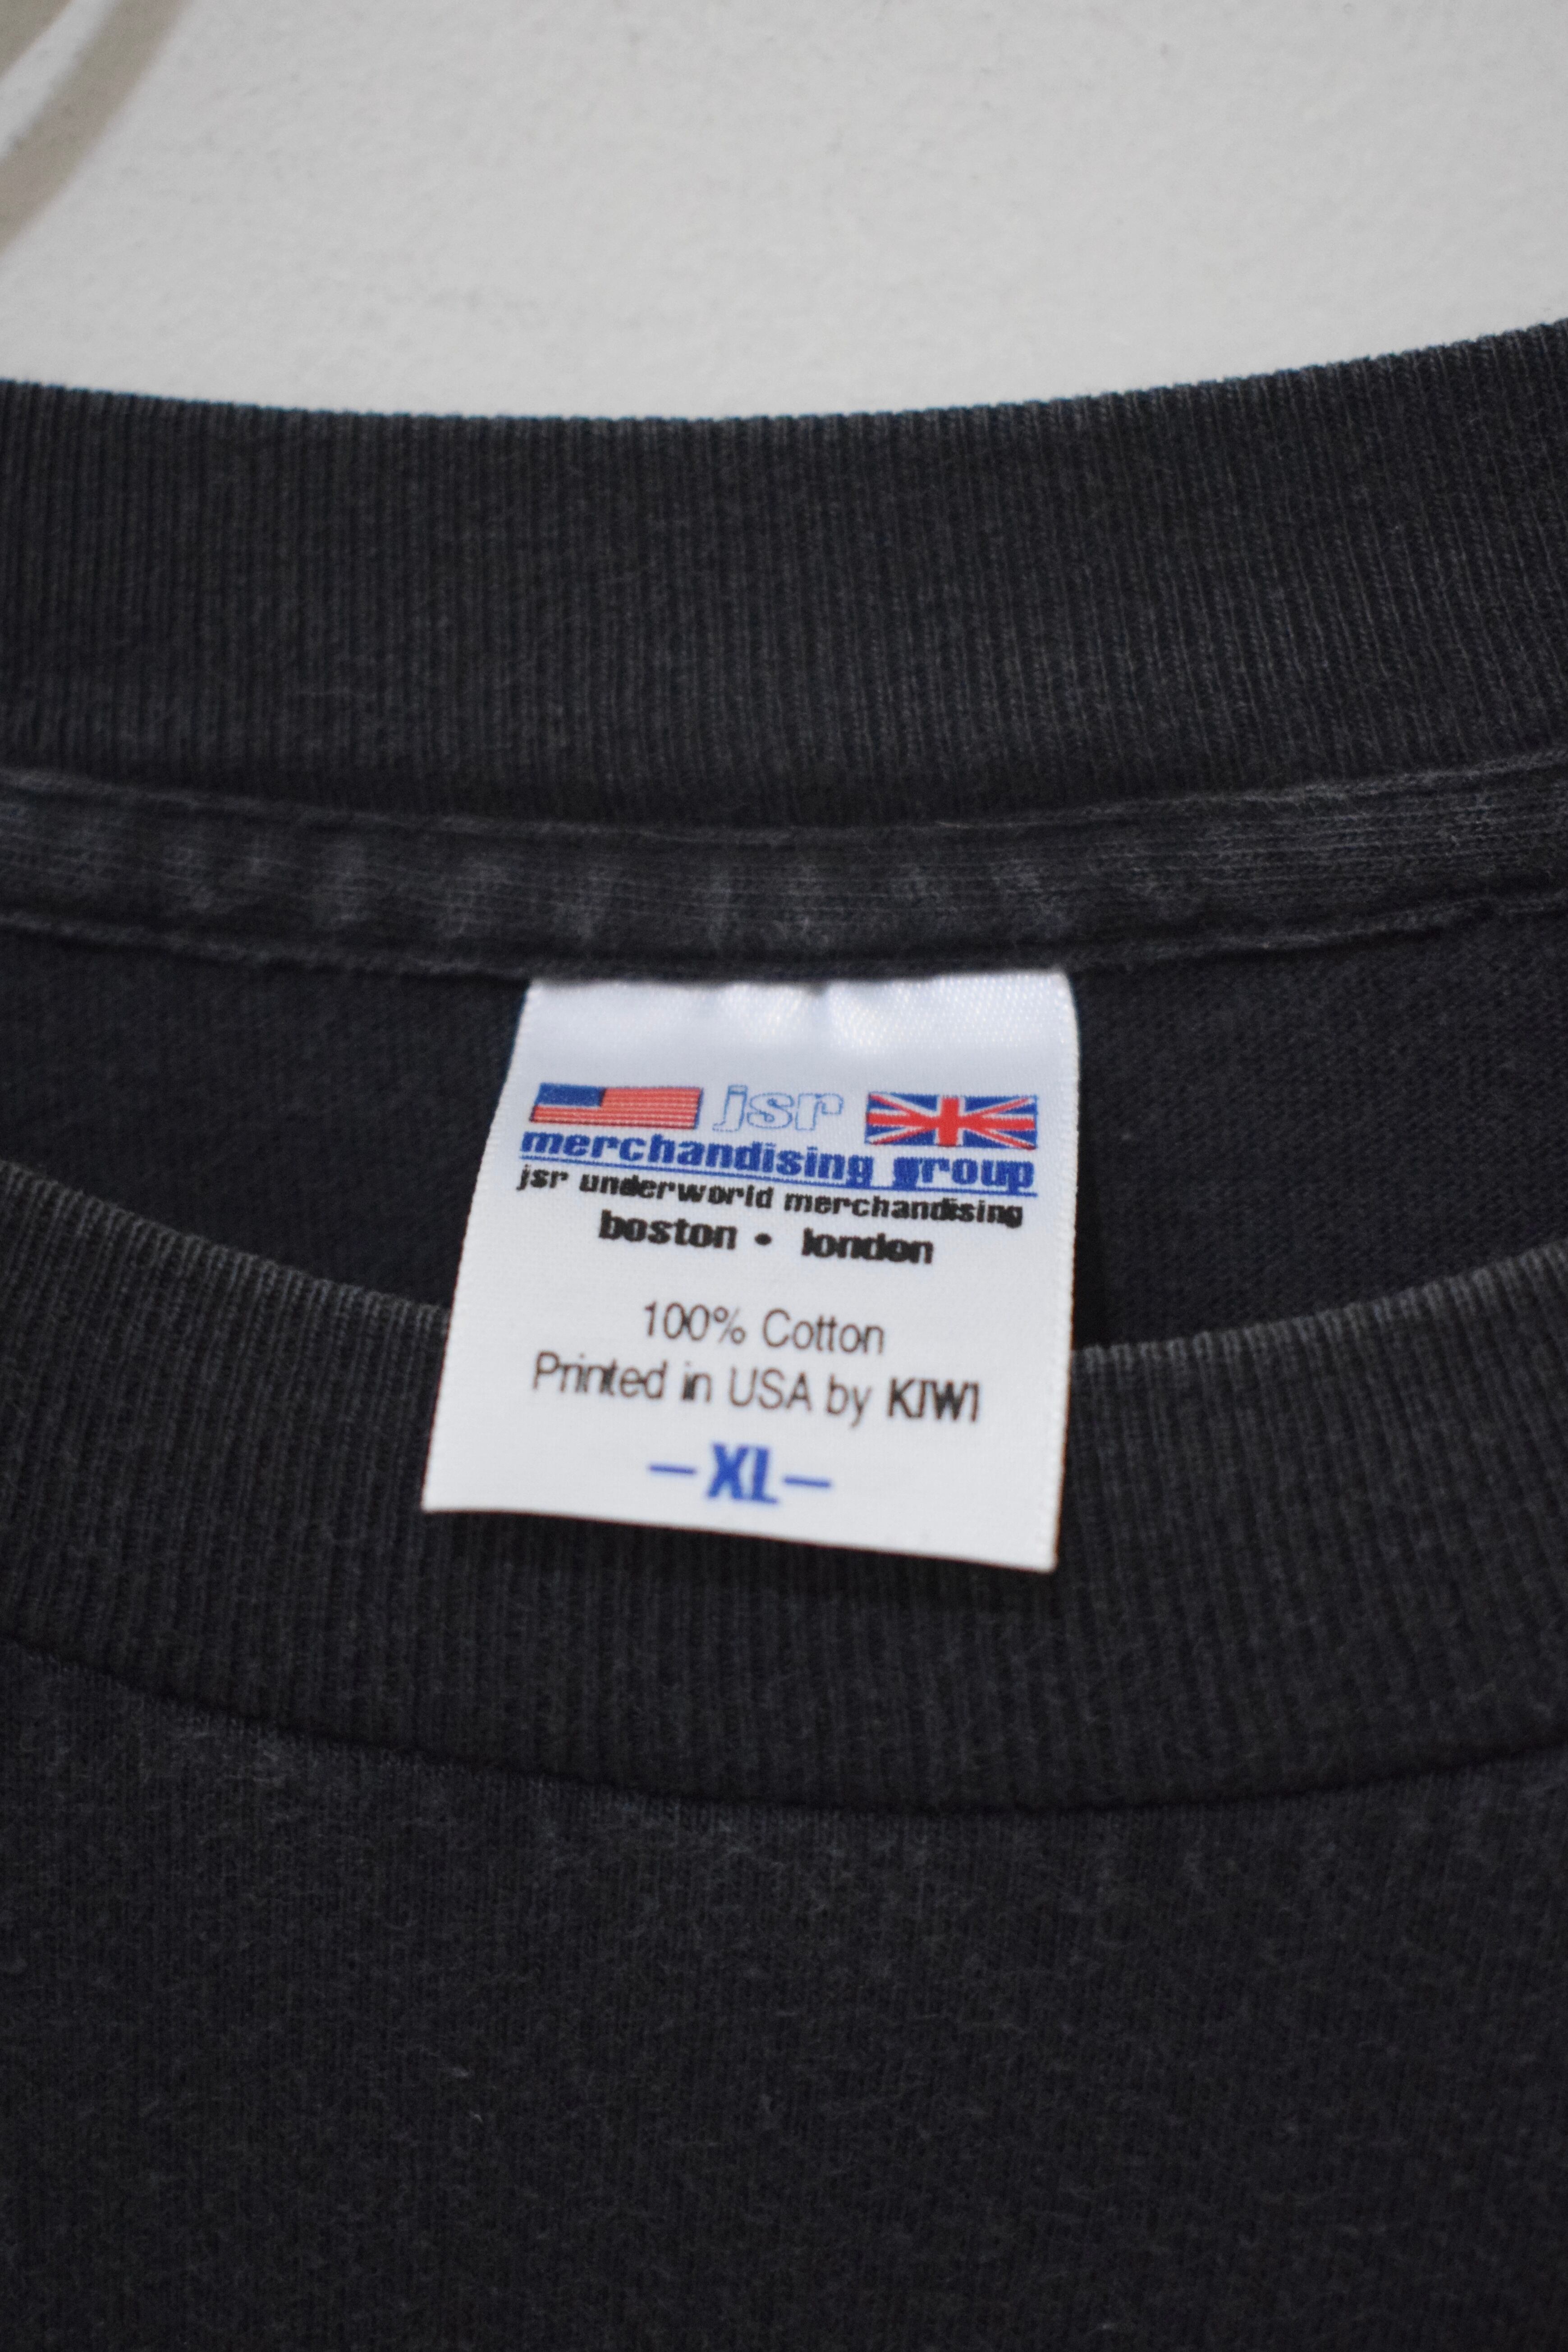 jsr
merchandising group
jsr underworld merchandising
boston • london
100% Cotton
Printed in USA by KIWI
–XL–